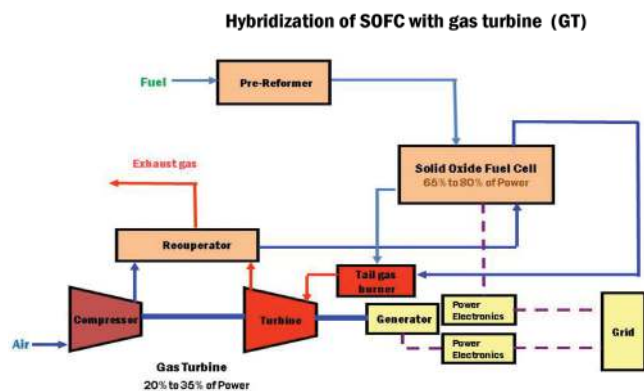 Hybridization of SOFC with gas turbine (GT)
Fuel
Pre-Reformer
Exhaust gas
Solid Oxide Fuel Cell
65% to 80% of Power
Recuperator
Tail gas
burner
Compressor
Turbine
Generator
Power
Electronics
Grid
Air
Power
Electronics
Gas Turbine
20% to 35% of Power